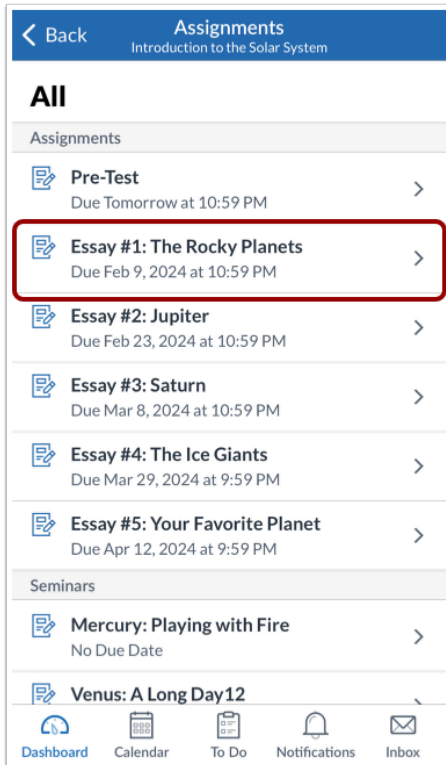 Back
Assignments
Introduction to the Solar System
All
Assignments
Pre-Test
Due Tomorrow at 10:59 PM
Essay #1: The Rocky Planets
Due Feb 9, 2024 at 10:59 PM
Essay #2: Jupiter
Due Feb 23, 2024 at 10:59 PM
Essay #3: Saturn
Due Mar 8, 2024 at 10:59 PM
Essay #4: The Ice Giants
Due Mar 29, 2024 at 9:59 PM
Essay #5: Your Favorite Planet
Due Apr 12, 2024 at 9:59 PM
Seminars
Mercury: Playing with Fire
No Due Date
Venus: A Long Day12
Dashboard Calendar To Do Notifications Inbox